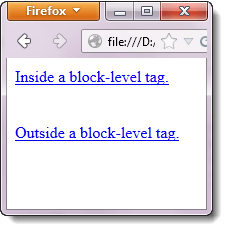 Firefox
file:///D:/
Inside a block-level tag.
Outside a block-level tag.